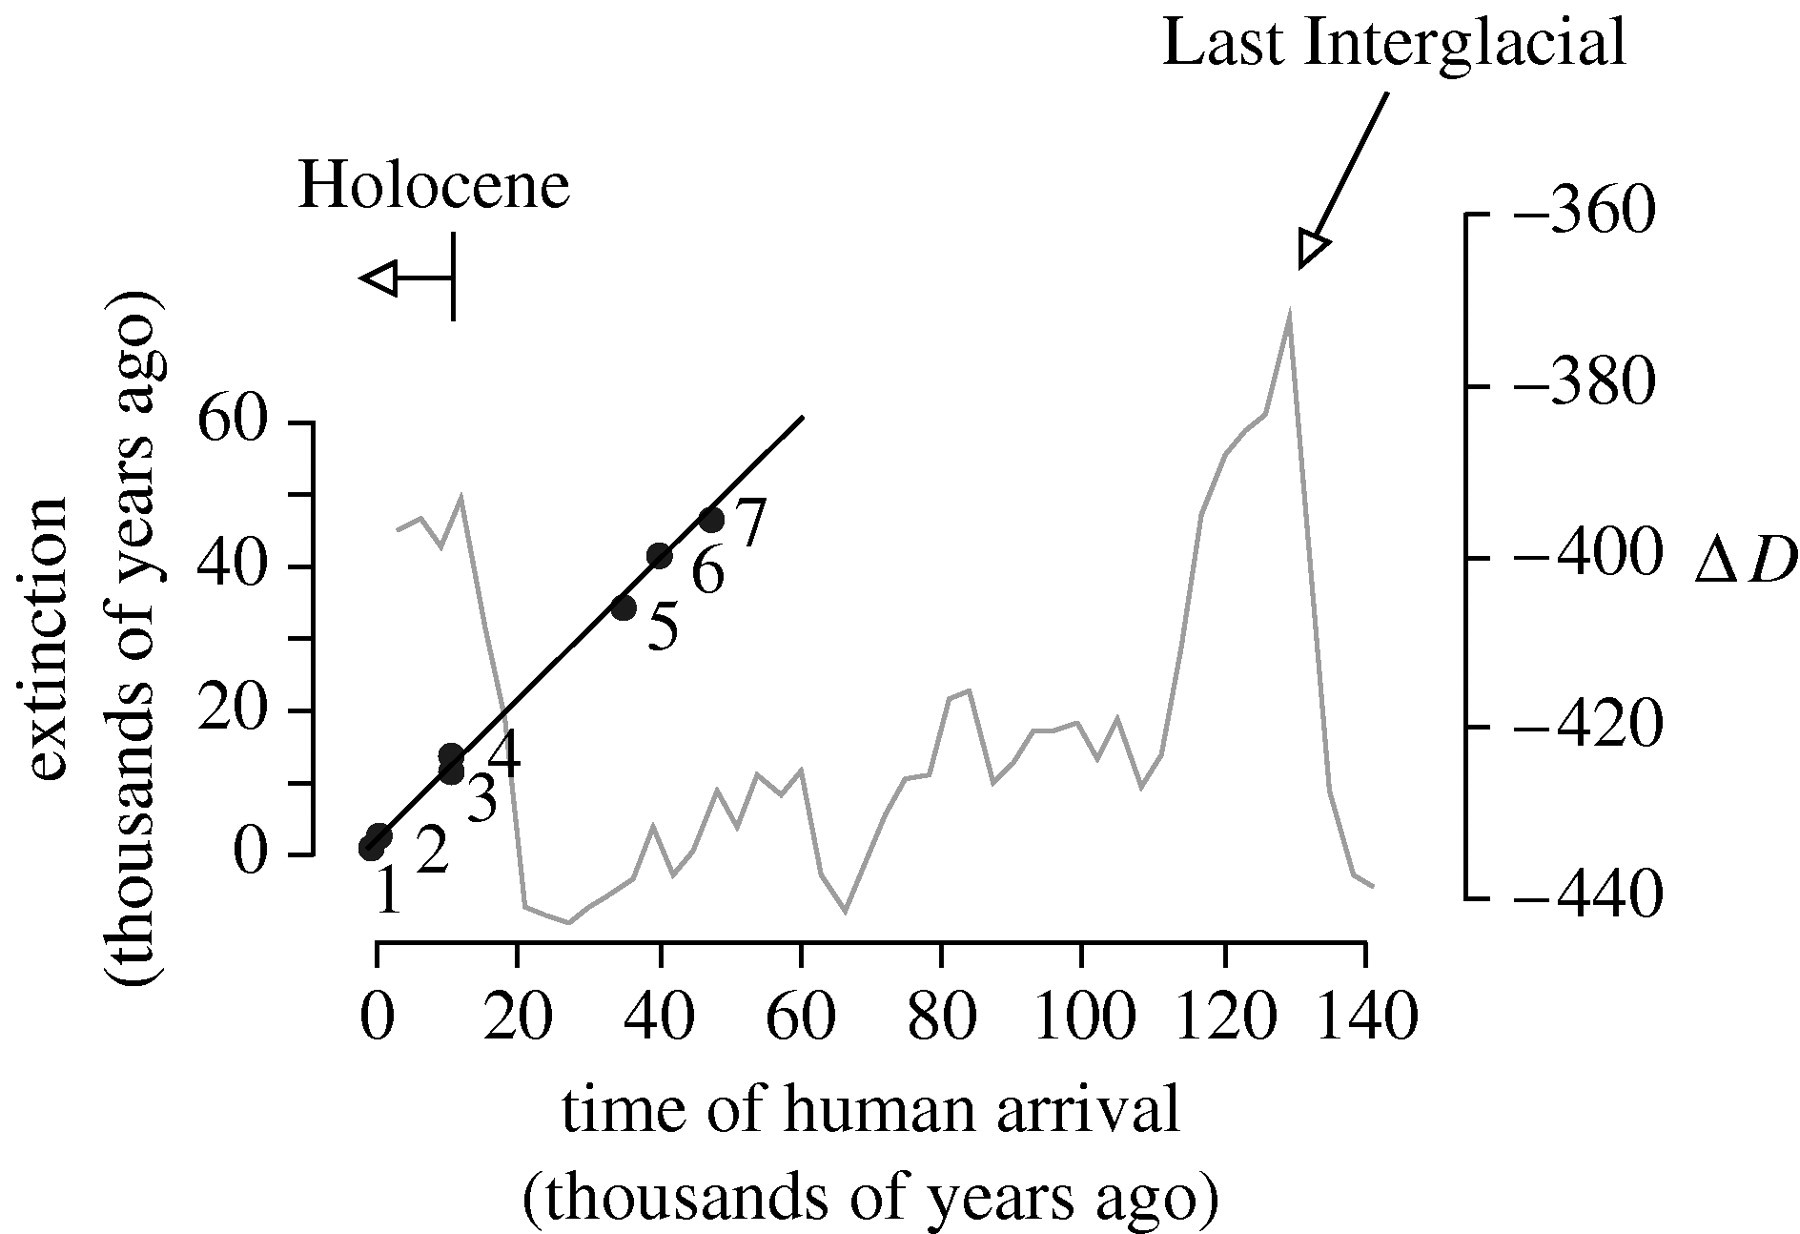 Last Interglacial
Holocene
extinction
(thousands of years ago)
60
40
20
0
1
2
3
4
5
6
7
–360
–380
–400
–420
–440
Δ D
0 20 40 60 80 100 120 140
time of human arrival
(thousands of years ago)